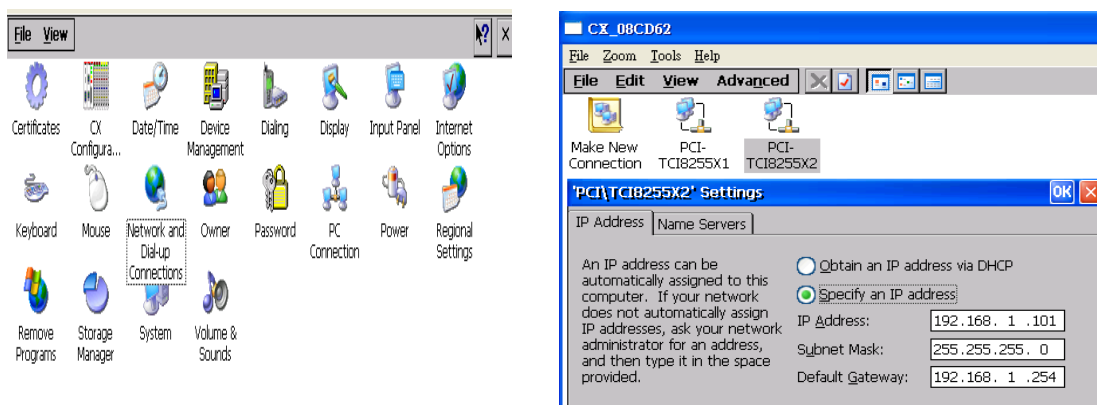 File View
Certificates
CX
Configura...
Date/Time
Device
Management
Dialing
Display
Input Panel
Internet
Options
Keyboard
Mouse
Network and
Dial-up
Connections
Owner
Password
PC
Connection
Power
Regional
Settings
Remove
Programs
Storage
Manager
System
Volume &
Sounds
CX_08CD62
File Zoom Tools Help
File Edit View Advanced
Make New
Connection
PCI-
TCI8255X1
PCI-
TCI8255X2
'PCI\TCI8255X2' Settings OK
IP Address Name Servers
An IP address can be
automatically assigned to this
computer. If your network
does not automatically assign
IP addresses, ask your network
administrator for an address,
and then type it in the space
provided.
Obtain an IP address via DHCP
Specify an IP address
IP Address: 192.168. 1 .101
Subnet Mask: 255.255.255. 0
Default Gateway: 192.168. 1 .254